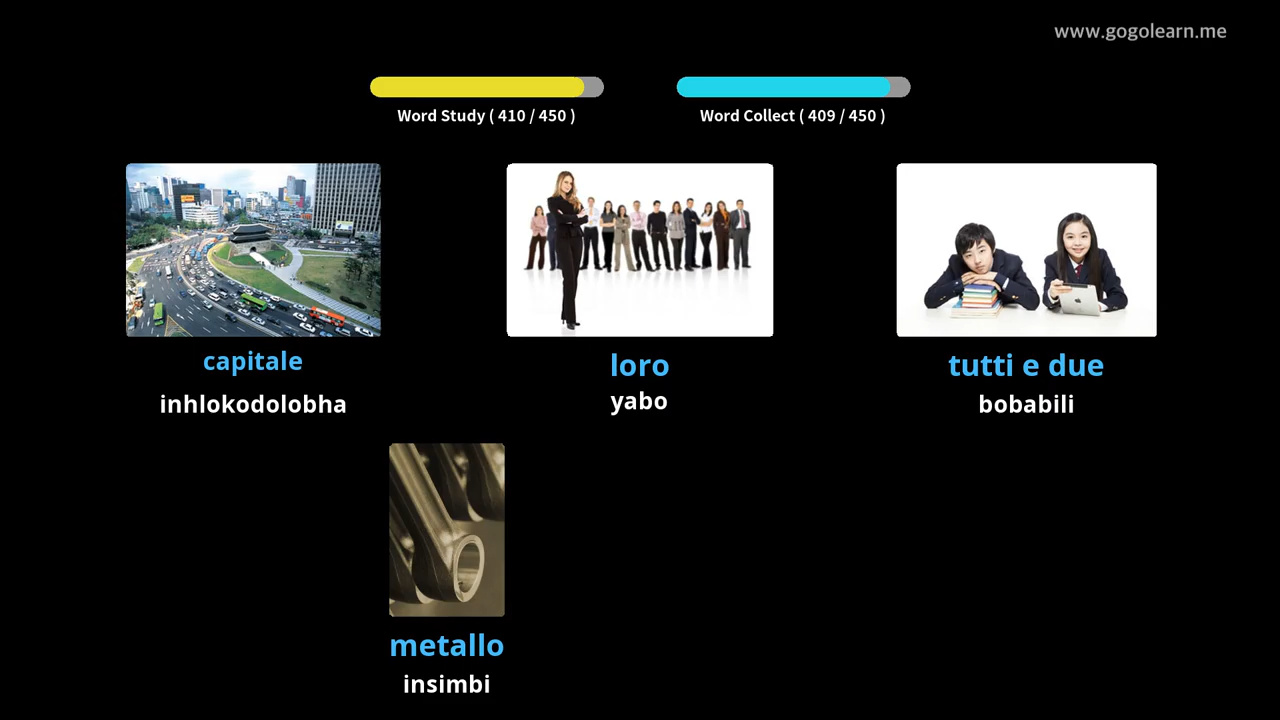 www.gogolearn.me
Word Study ( 410 / 450 )
Word Collect ( 409 / 450 )
capitale
inhlokodolobha
loro
yabo
tutti e due
bobabili
metallo
insimbi